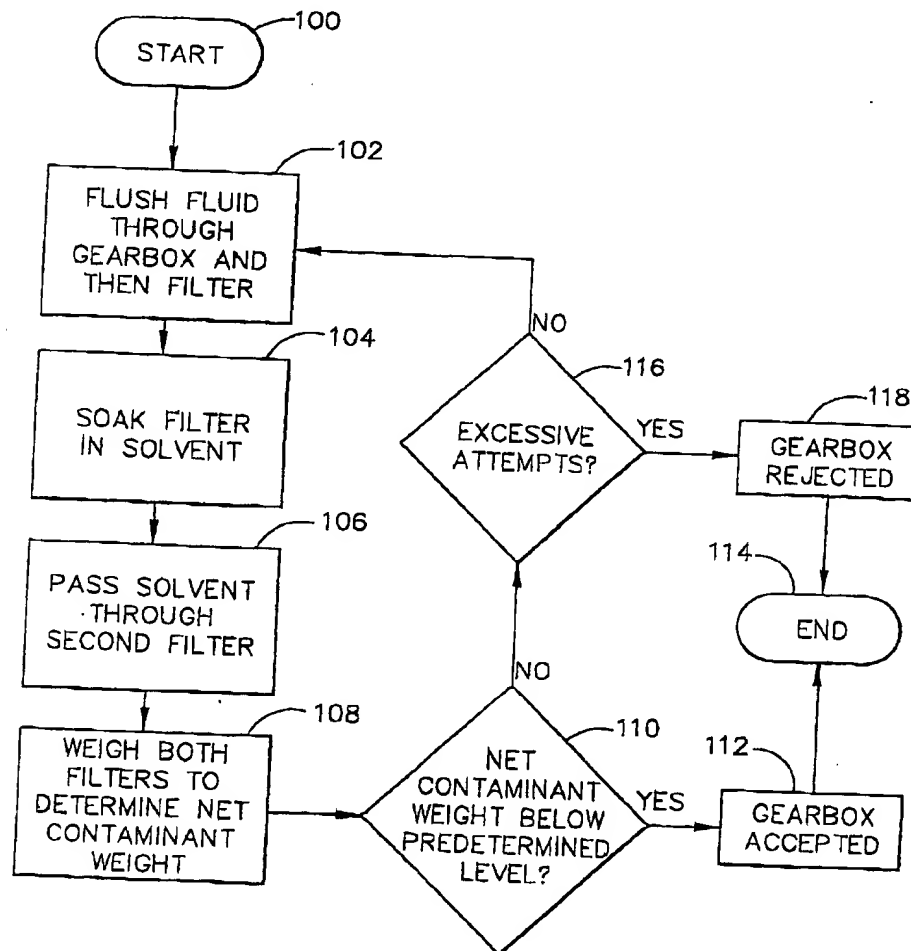 START
100
102
FLUSH FLUID
THROUGH
GEARBOX AND
THEN FILTER
104
SOAK FILTER
IN SOLVENT
106
PASS SOLVENT
THROUGH
SECOND FILTER
108
WEIGH BOTH
FILTERS TO
DETERMINE NET
CONTAMINANT
WEIGHT
110
NET
CONTAMINANT
WEIGHT BELOW
PREDETERMINED
LEVEL?
NO
YES
112
GEARBOX
ACCEPTED
116
EXCESSIVE
ATTEMPTS?
NO
YES
118
GEARBOX
REJECTED
114
END